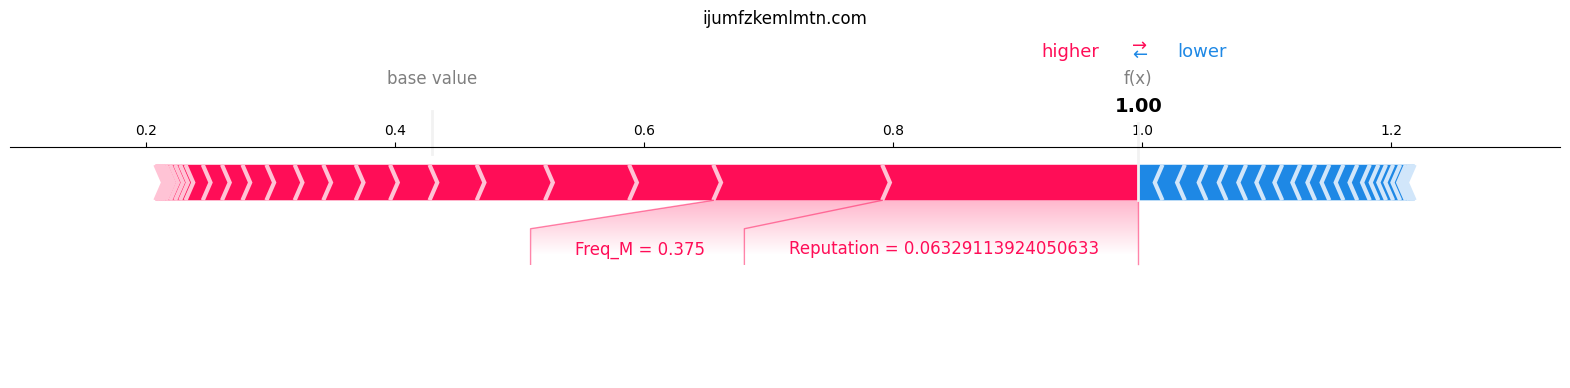 ijumfzkemlmtn.com
higher ⇄ lower
base value
f(x)
1.00
0.2 0.4 0.6 0.8 1.0 1.2
Freq_M = 0.375
Reputation = 0.06329113924050633